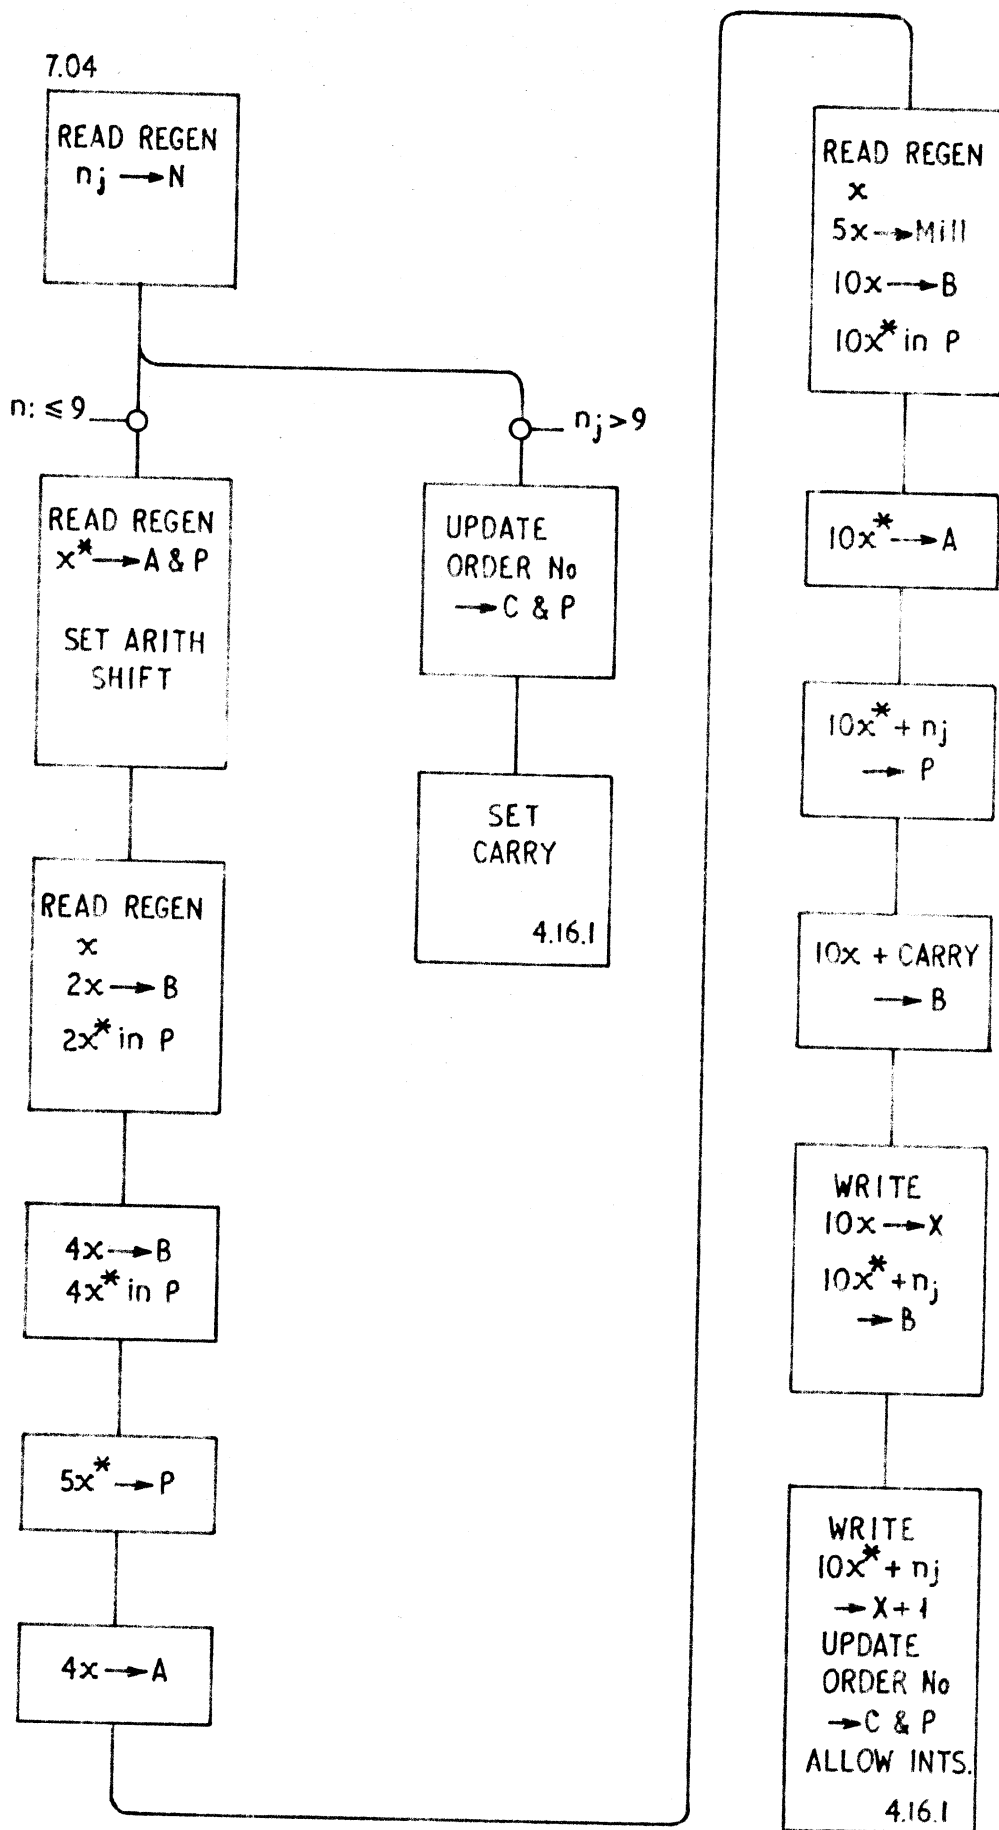 7.04
READ REGEN
nj → N
n: ≤ 9
nj > 9
READ REGEN
x* → A & P
SET ARITH
SHIFT
UPDATE
ORDER No
→ C & P
SET
CARRY
4.16.1
READ REGEN
x
2x → B
2x* in P
4x → B
4x* in P
5x* → P
4x → A
READ REGEN
x
5x → Mill
10x → B
10x* in P
10x* → A
10x* + nj
→ P
10x + CARRY
→ B
WRITE
10x → X
10x* + nj
→ B
WRITE
10x* + nj
→ X + 1
UPDATE
ORDER No
→ C & P
ALLOW INTS.
4.16.1